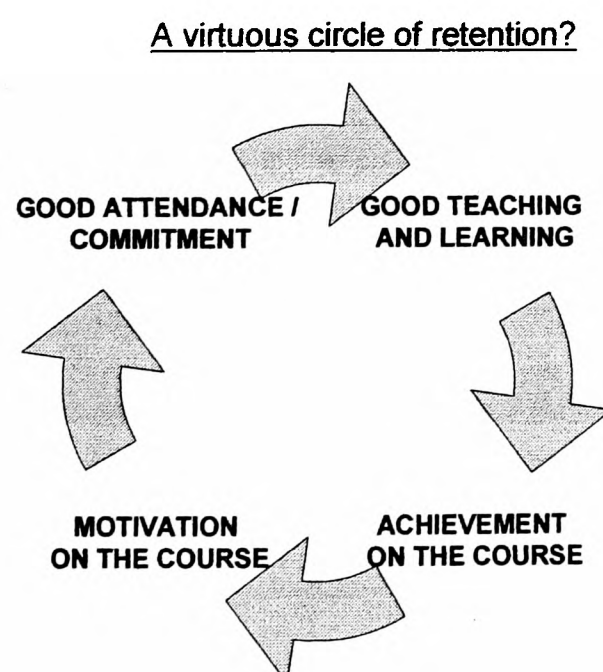 A virtuous circle of retention?
GOOD ATTENDANCE /
COMMITMENT
GOOD TEACHING
AND LEARNING
ACHIEVEMENT
ON THE COURSE
MOTIVATION
ON THE COURSE